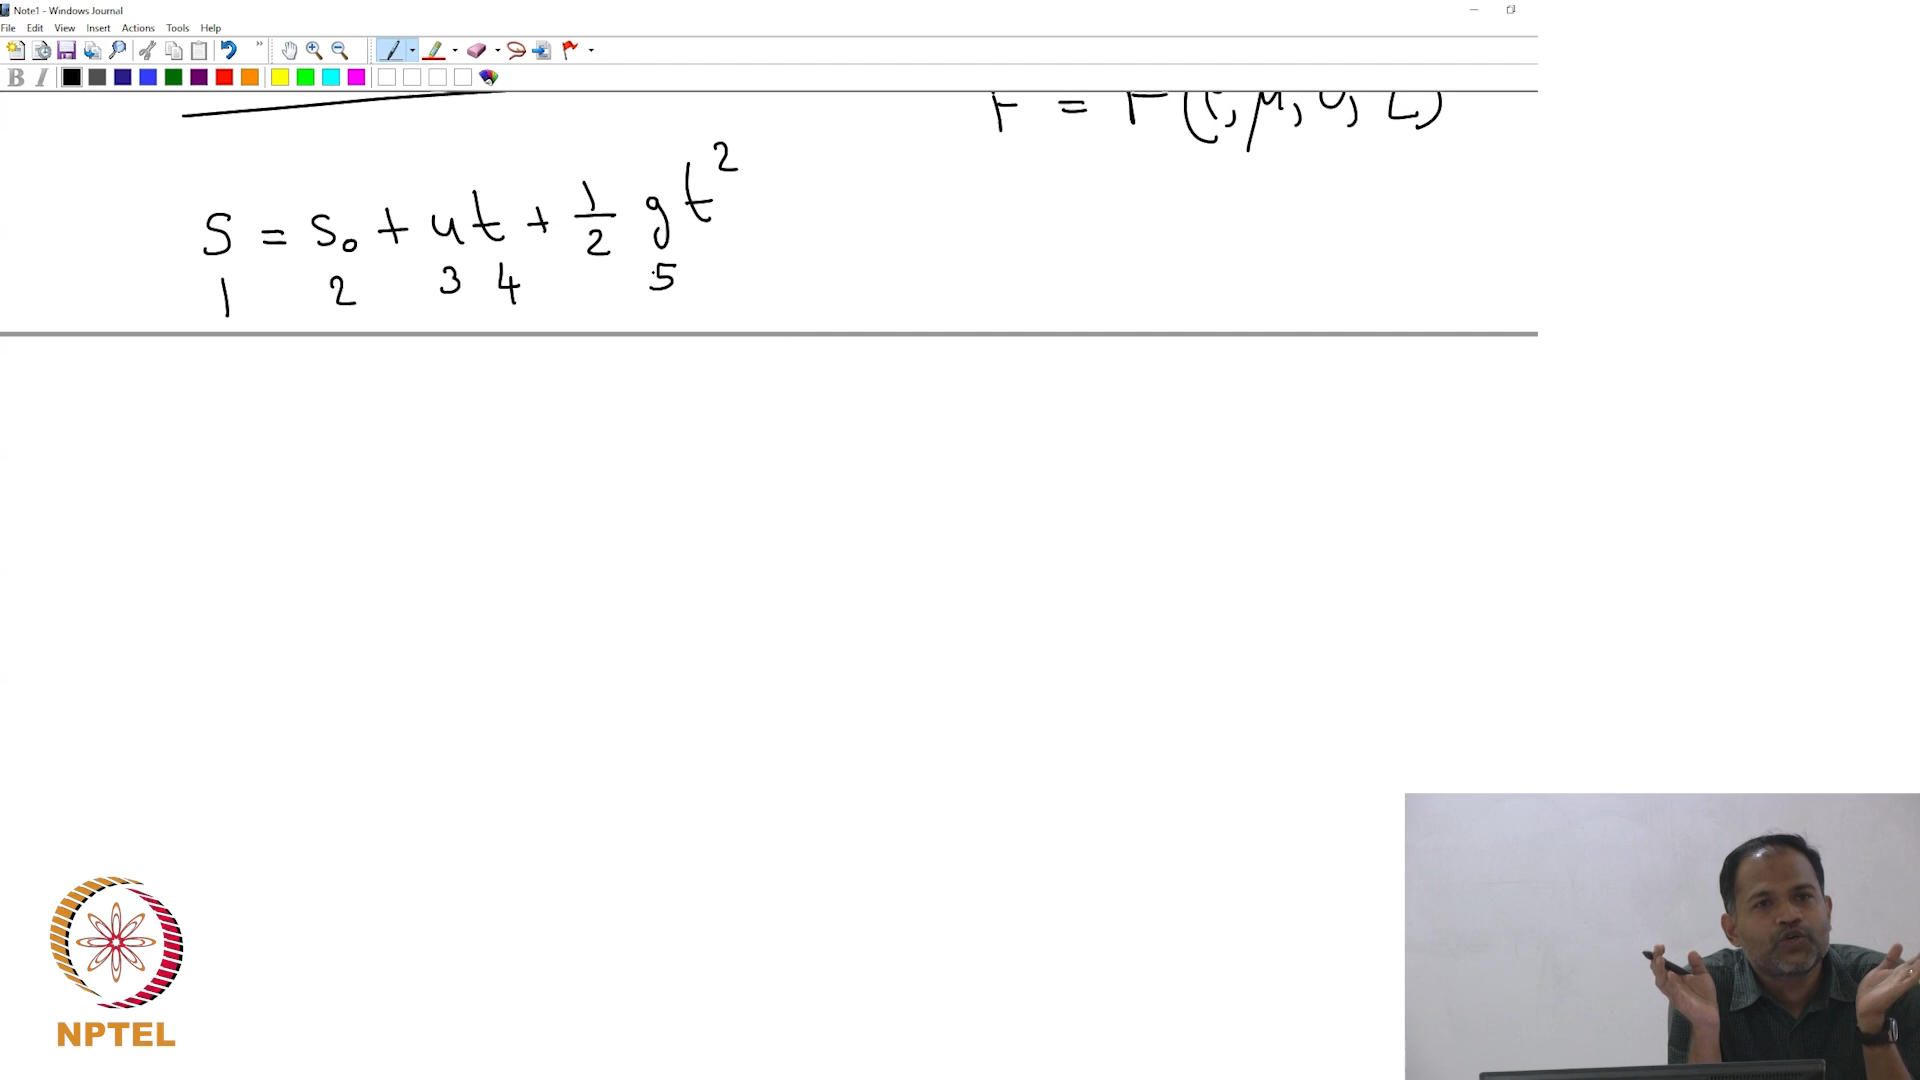 Note1 - Windows Journal
File Edit View Insert Actions Tools Help
B I
F = F(ρ, μ, U, L)
S = S₀ + ut + 1/2 gt²
1 2 3 4 5
NPTEL